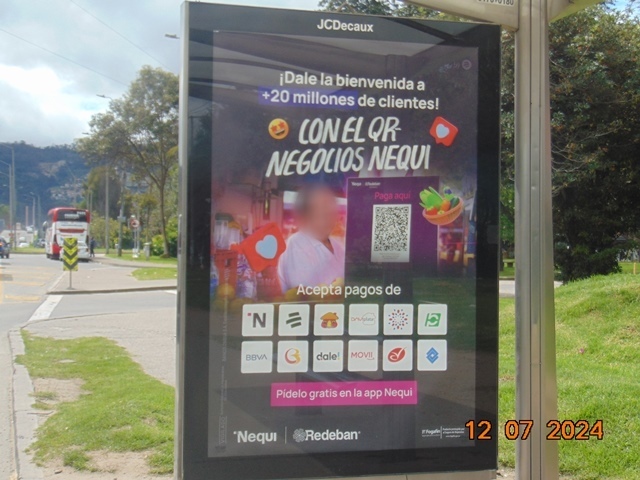 JCDecaux
¡Dale la bienvenida a
+20 millones de clientes!
CON EL QR
NEGOCIOS NEQUI
Paga aquí
Acepta pagos de
N
BBVA
dale!
MOVII
Pídelo gratis en la app Nequi
Nequi
Redeban
12 07 2024